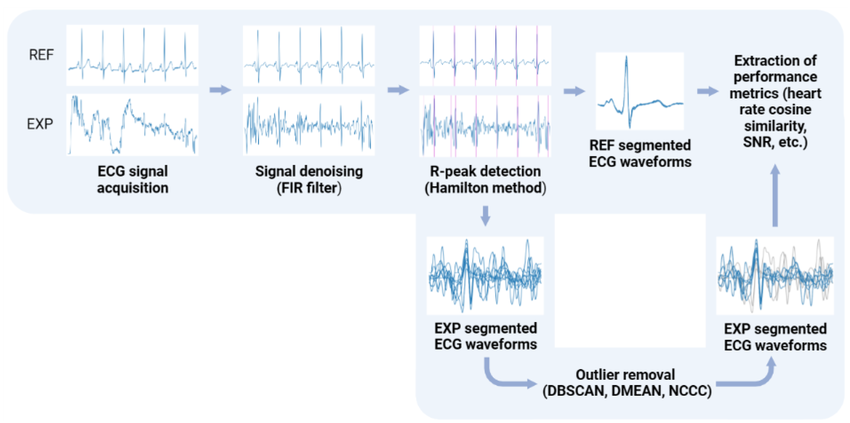 REF
EXP
ECG signal
acquisition
Signal denoising
(FIR filter)
R-peak detection
(Hamilton method)
REF segmented
ECG waveforms
Extraction of
performance
metrics (heart
rate cosine
similarity,
SNR, etc.)
EXP segmented
ECG waveforms
Outlier removal
(DBSCAN, DMEAN, NCCC)
EXP segmented
ECG waveforms